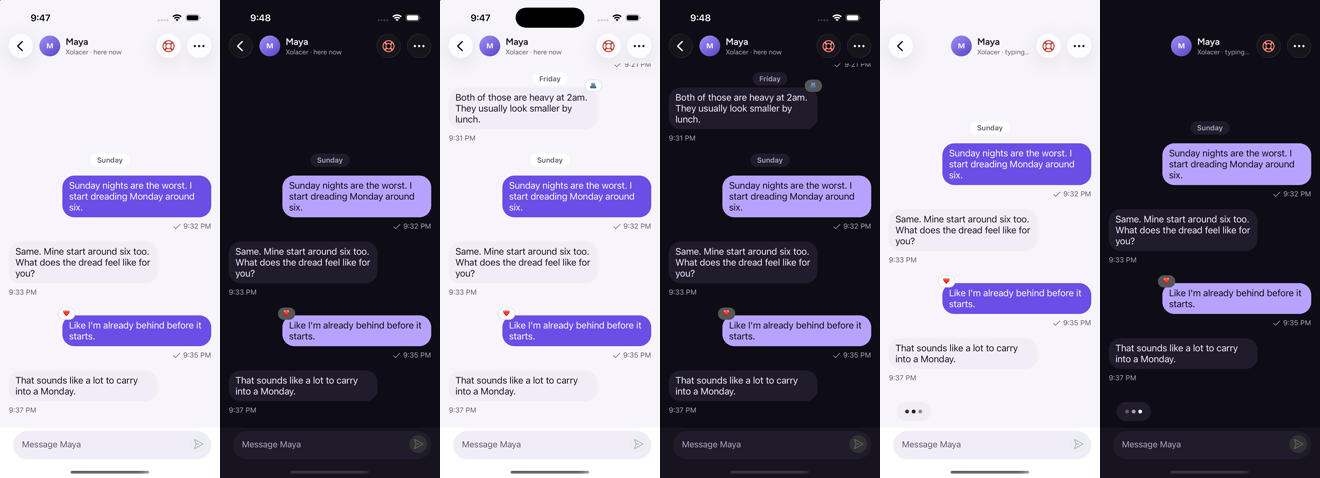 9:47
M
Maya
Xolacer · here now
Sunday
Sunday nights are the worst. I
start dreading Monday around
six.
9:32 PM
Same. Mine start around six too.
What does the dread feel like for
you?
9:33 PM
Like I'm already behind before it
starts.
9:35 PM
That sounds like a lot to carry
into a Monday.
9:37 PM
Message Maya
9:48
M
Maya
Xolacer · here now
Sunday
Sunday nights are the worst. I
start dreading Monday around
six.
9:32 PM
Same. Mine start around six too.
What does the dread feel like for
you?
9:33 PM
Like I'm already behind before it
starts.
9:35 PM
That sounds like a lot to carry
into a Monday.
9:37 PM
Message Maya
9:47
M
Maya
Xolacer · here now
9:21 PM
Friday
Both of those are heavy at 2am.
They usually look smaller by
lunch.
9:31 PM
Sunday
Sunday nights are the worst. I
start dreading Monday around
six.
9:32 PM
Same. Mine start around six too.
What does the dread feel like for
you?
9:33 PM
Like I'm already behind before it
starts.
9:35 PM
That sounds like a lot to carry
into a Monday.
9:37 PM
Message Maya
9:48
M
Maya
Xolacer · here now
9:21 PM
Friday
Both of those are heavy at 2am.
They usually look smaller by
lunch.
9:31 PM
Sunday
Sunday nights are the worst. I
start dreading Monday around
six.
9:32 PM
Same. Mine start around six too.
What does the dread feel like for
you?
9:33 PM
Like I'm already behind before it
starts.
9:35 PM
That sounds like a lot to carry
into a Monday.
9:37 PM
Message Maya
M
Maya
Xolacer · typing…
Sunday
Sunday nights are the worst. I
start dreading Monday around
six.
9:32 PM
Same. Mine start around six too.
What does the dread feel like for
you?
9:33 PM
Like I'm already behind before it
starts.
9:35 PM
That sounds like a lot to carry
into a Monday.
9:37 PM
Message Maya
M
Maya
Xolacer · typing…
Sunday
Sunday nights are the worst. I
start dreading Monday around
six.
9:32 PM
Same. Mine start around six too.
What does the dread feel like for
you?
9:33 PM
Like I'm already behind before it
starts.
9:35 PM
That sounds like a lot to carry
into a Monday.
9:37 PM
Message Maya